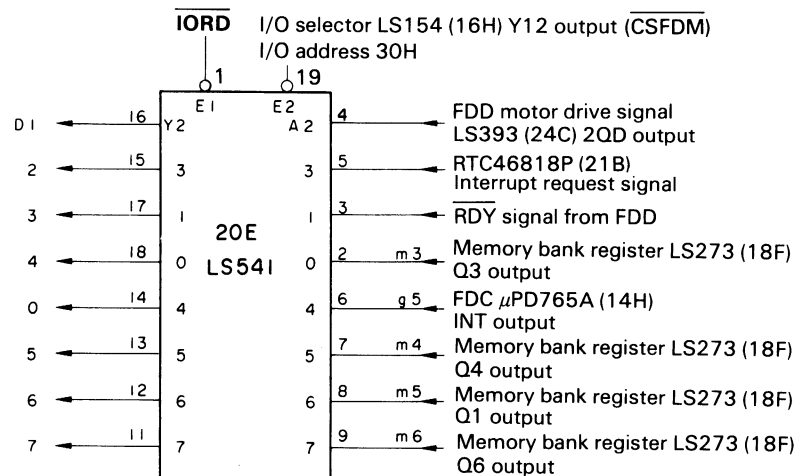 IORD I/O selector LS154 (16H) Y12 output (CSFDM)
I/O address 30H
1 19
E1 E2
D1 16 Y2 A2 4 FDD motor drive signal
LS393 (24C) 2QD output
2 15 3 3 5 RTC46818P (21B)
Interrupt request signal
3 17 1 1 3 RDY signal from FDD
20E
LS541
4 18 0 0 2 m3 Memory bank register LS273 (18F)
Q3 output
0 14 4 4 6 g5 FDC μPD765A (14H)
INT output
5 13 5 5 7 m4 Memory bank register LS273 (18F)
Q4 output
6 12 6 6 8 m5 Memory bank register LS273 (18F)
Q1 output
7 11 7 7 9 m6 Memory bank register LS273 (18F)
Q6 output